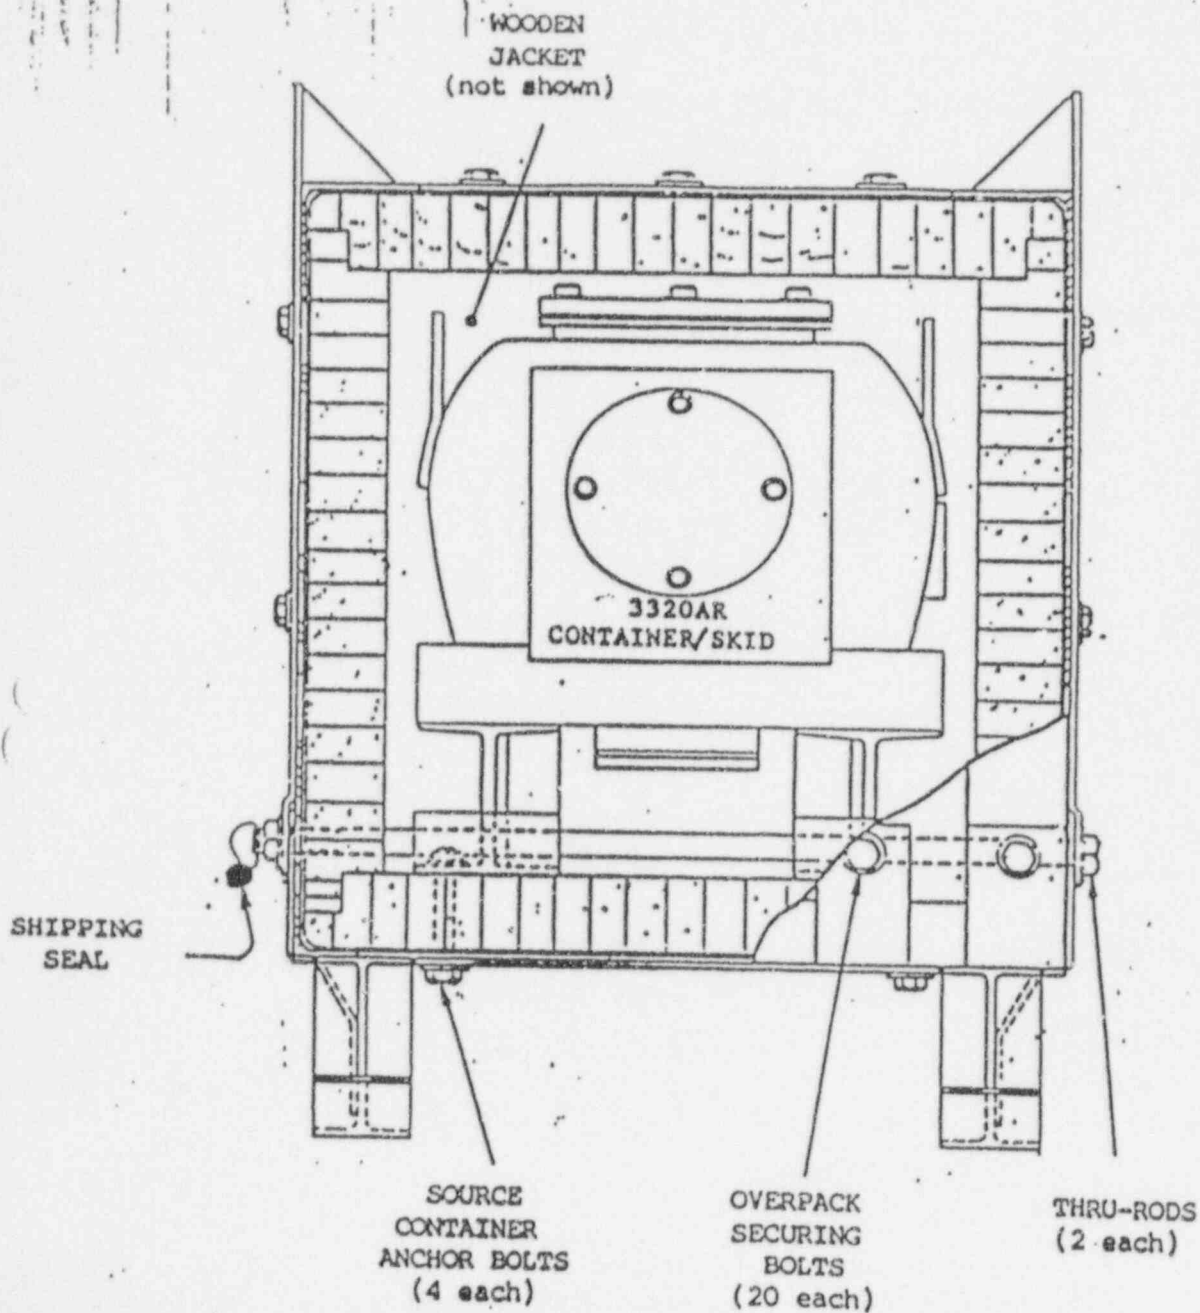 WOODEN
JACKET
(not shown)
3320AR
CONTAINER/SKID
SHIPPING
SEAL
SOURCE
CONTAINER
ANCHOR BOLTS
(4 each)
OVERPACK
SECURING
BOLTS
(20 each)
THRU-RODS
(2 each)